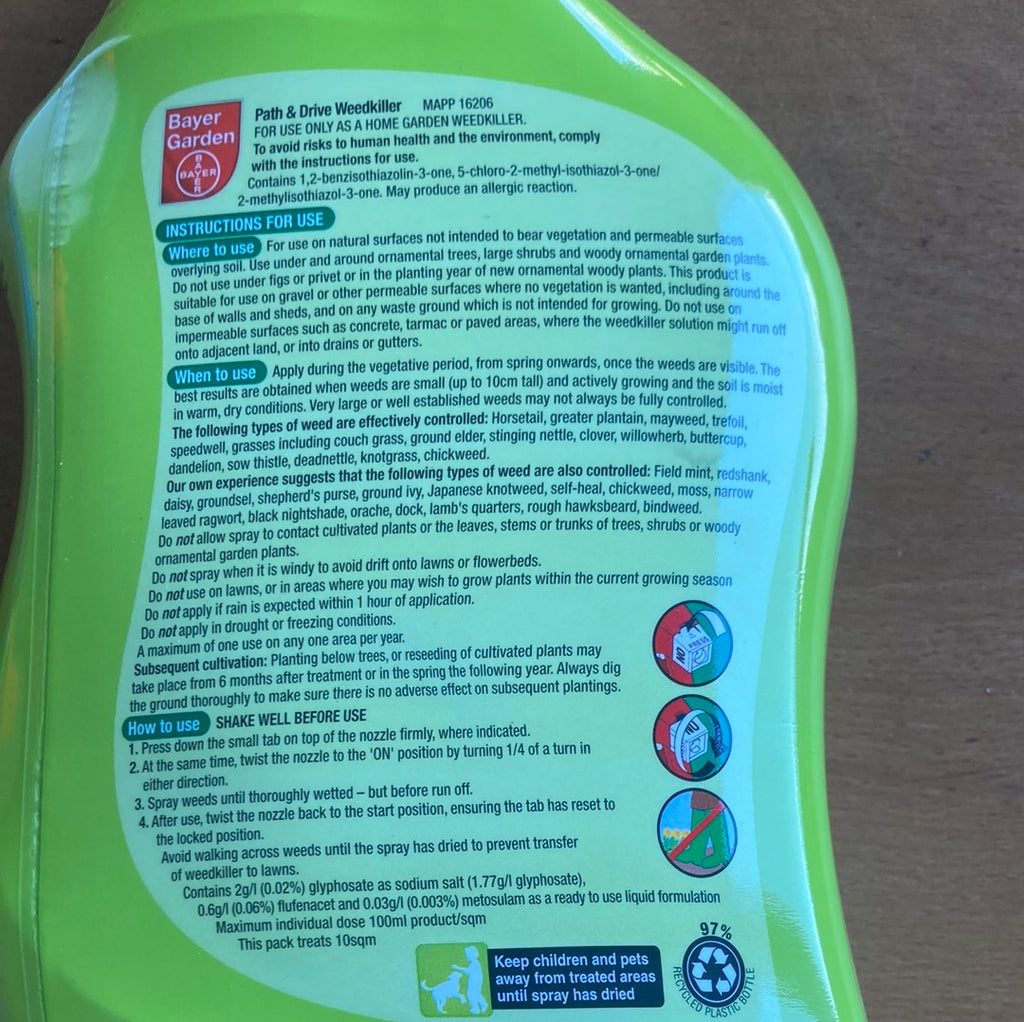 Bayer
Garden
BAYER
BAYER
Path & Drive Weedkiller MAPP 16206
FOR USE ONLY AS A HOME GARDEN WEEDKILLER.
To avoid risks to human health and the environment, comply
with the instructions for use.
Contains 1,2-benzisothiazolin-3-one, 5-chloro-2-methyl-isothiazol-3-one/
2-methylisothiazol-3-one. May produce an allergic reaction.
INSTRUCTIONS FOR USE
Where to use For use on natural surfaces not intended to bear vegetation and permeable surfaces
overlying soil. Use under and around ornamental trees, large shrubs and woody ornamental garden plants.
Do not use under figs or privet or in the planting year of new ornamental woody plants. This product is
suitable for use on gravel or other permeable surfaces where no vegetation is wanted, including around the
base of walls and sheds, and on any waste ground which is not intended for growing. Do not use on
impermeable surfaces such as concrete, tarmac or paved areas, where the weedkiller solution might run off
onto adjacent land, or into drains or gutters.
When to use Apply during the vegetative period, from spring onwards, once the weeds are visible. The
best results are obtained when weeds are small (up to 10cm tall) and actively growing and the soil is moist
in warm, dry conditions. Very large or well established weeds may not always be fully controlled.
The following types of weed are effectively controlled: Horsetail, greater plantain, mayweed, trefoil,
speedwell, grasses including couch grass, ground elder, stinging nettle, clover, willowherb, buttercup,
dandelion, sow thistle, deadnettle, knotgrass, chickweed.
Our own experience suggests that the following types of weed are also controlled: Field mint, redshank,
daisy, groundsel, shepherd's purse, ground ivy, Japanese knotweed, self-heal, chickweed, moss, narrow
leaved ragwort, black nightshade, orache, dock, lamb's quarters, rough hawksbeard, bindweed.
Do not allow spray to contact cultivated plants or the leaves, stems or trunks of trees, shrubs or woody
ornamental garden plants.
Do not spray when it is windy to avoid drift onto lawns or flowerbeds.
Do not use on lawns, or in areas where you may wish to grow plants within the current growing season
Do not apply if rain is expected within 1 hour of application.
Do not apply in drought or freezing conditions.
A maximum of one use on any one area per year.
Subsequent cultivation: Planting below trees, or reseeding of cultivated plants may
take place from 6 months after treatment or in the spring the following year. Always dig
the ground thoroughly to make sure there is no adverse effect on subsequent plantings.
How to use SHAKE WELL BEFORE USE
1. Press down the small tab on top of the nozzle firmly, where indicated.
2. At the same time, twist the nozzle to the 'ON' position by turning 1/4 of a turn in
either direction.
3. Spray weeds until thoroughly wetted – but before run off.
4. After use, twist the nozzle back to the start position, ensuring the tab has reset to
the locked position.
Avoid walking across weeds until the spray has dried to prevent transfer
of weedkiller to lawns.
Contains 2g/l (0.02%) glyphosate as sodium salt (1.77g/l glyphosate),
0.6g/l (0.06%) flufenacet and 0.03g/l (0.003%) metosulam as a ready to use liquid formulation
Maximum individual dose 100ml product/sqm
This pack treats 10sqm
PRESS
ON
ON
Keep children and pets
away from treated areas
until spray has dried
97%
RECYCLED PLASTIC BOTTLE